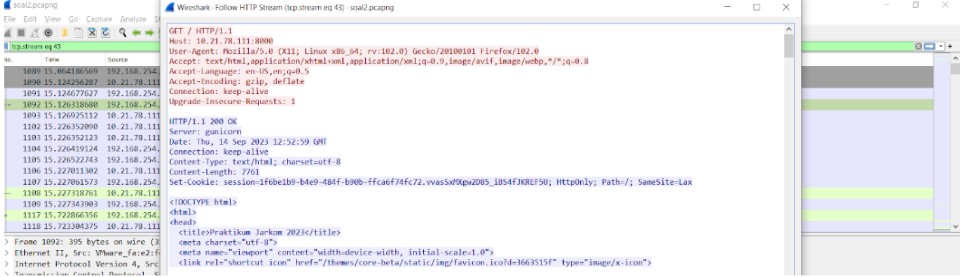 soal2.pcapng
File Edit View Go Capture Analyze S
tcp.stream eq 43
No. Time Source
1089 15.064186569 192.168.254.
1090 15.124256287 10.21.78.111
1091 15.124677627 192.168.254.
1092 15.126318680 192.168.254.
1093 15.126925112 10.21.78.111
1102 15.226352090 10.21.78.111
1103 15.226352123 10.21.78.111
1104 15.226419124 192.168.254.
1105 15.226522743 192.168.254.
1106 15.227011302 10.21.78.111
1107 15.227061573 192.168.254.
1108 15.227318761 10.21.78.111
1109 15.227343903 192.168.254.
1117 15.722866356 192.168.254.
1118 15.723304375 10.21.78.111
> Frame 1092: 395 bytes on wire (3
> Ethernet II, Src: VMware_fa:e2:f
> Internet Protocol Version 4, Src
Wireshark · Follow HTTP Stream (tcp.stream eq 43) · soal2.pcapng
GET / HTTP/1.1
Host: 10.21.78.111:8000
User-Agent: Mozilla/5.0 (X11; Linux x86_64; rv:102.0) Gecko/20100101 Firefox/102.0
Accept: text/html,application/xhtml+xml,application/xml;q=0.9,image/avif,image/webp,*/*;q=0.8
Accept-Language: en-US,en;q=0.5
Accept-Encoding: gzip, deflate
Connection: keep-alive
Upgrade-Insecure-Requests: 1
HTTP/1.1 200 OK
Server: gunicorn
Date: Thu, 14 Sep 2023 12:52:59 GMT
Connection: keep-alive
Content-Type: text/html; charset=utf-8
Content-Length: 7761
Set-Cookie: session=1f6be1b9-b4e9-484f-b90b-ffca6f74fc72.vvasSxMXgw2D85_iBS4fJKREF5U; HttpOnly; Path=/; SameSite=Lax
<!DOCTYPE html>
<html>
<head>
<title>Praktikum Jarkom 2023</title>
<meta charset="utf-8">
<meta name="viewport" content="width=device-width, initial-scale=1.0">
<link rel="shortcut icon" href="/themes/core-beta/static/img/favicon.ico?d=3663515f" type="image/x-icon">